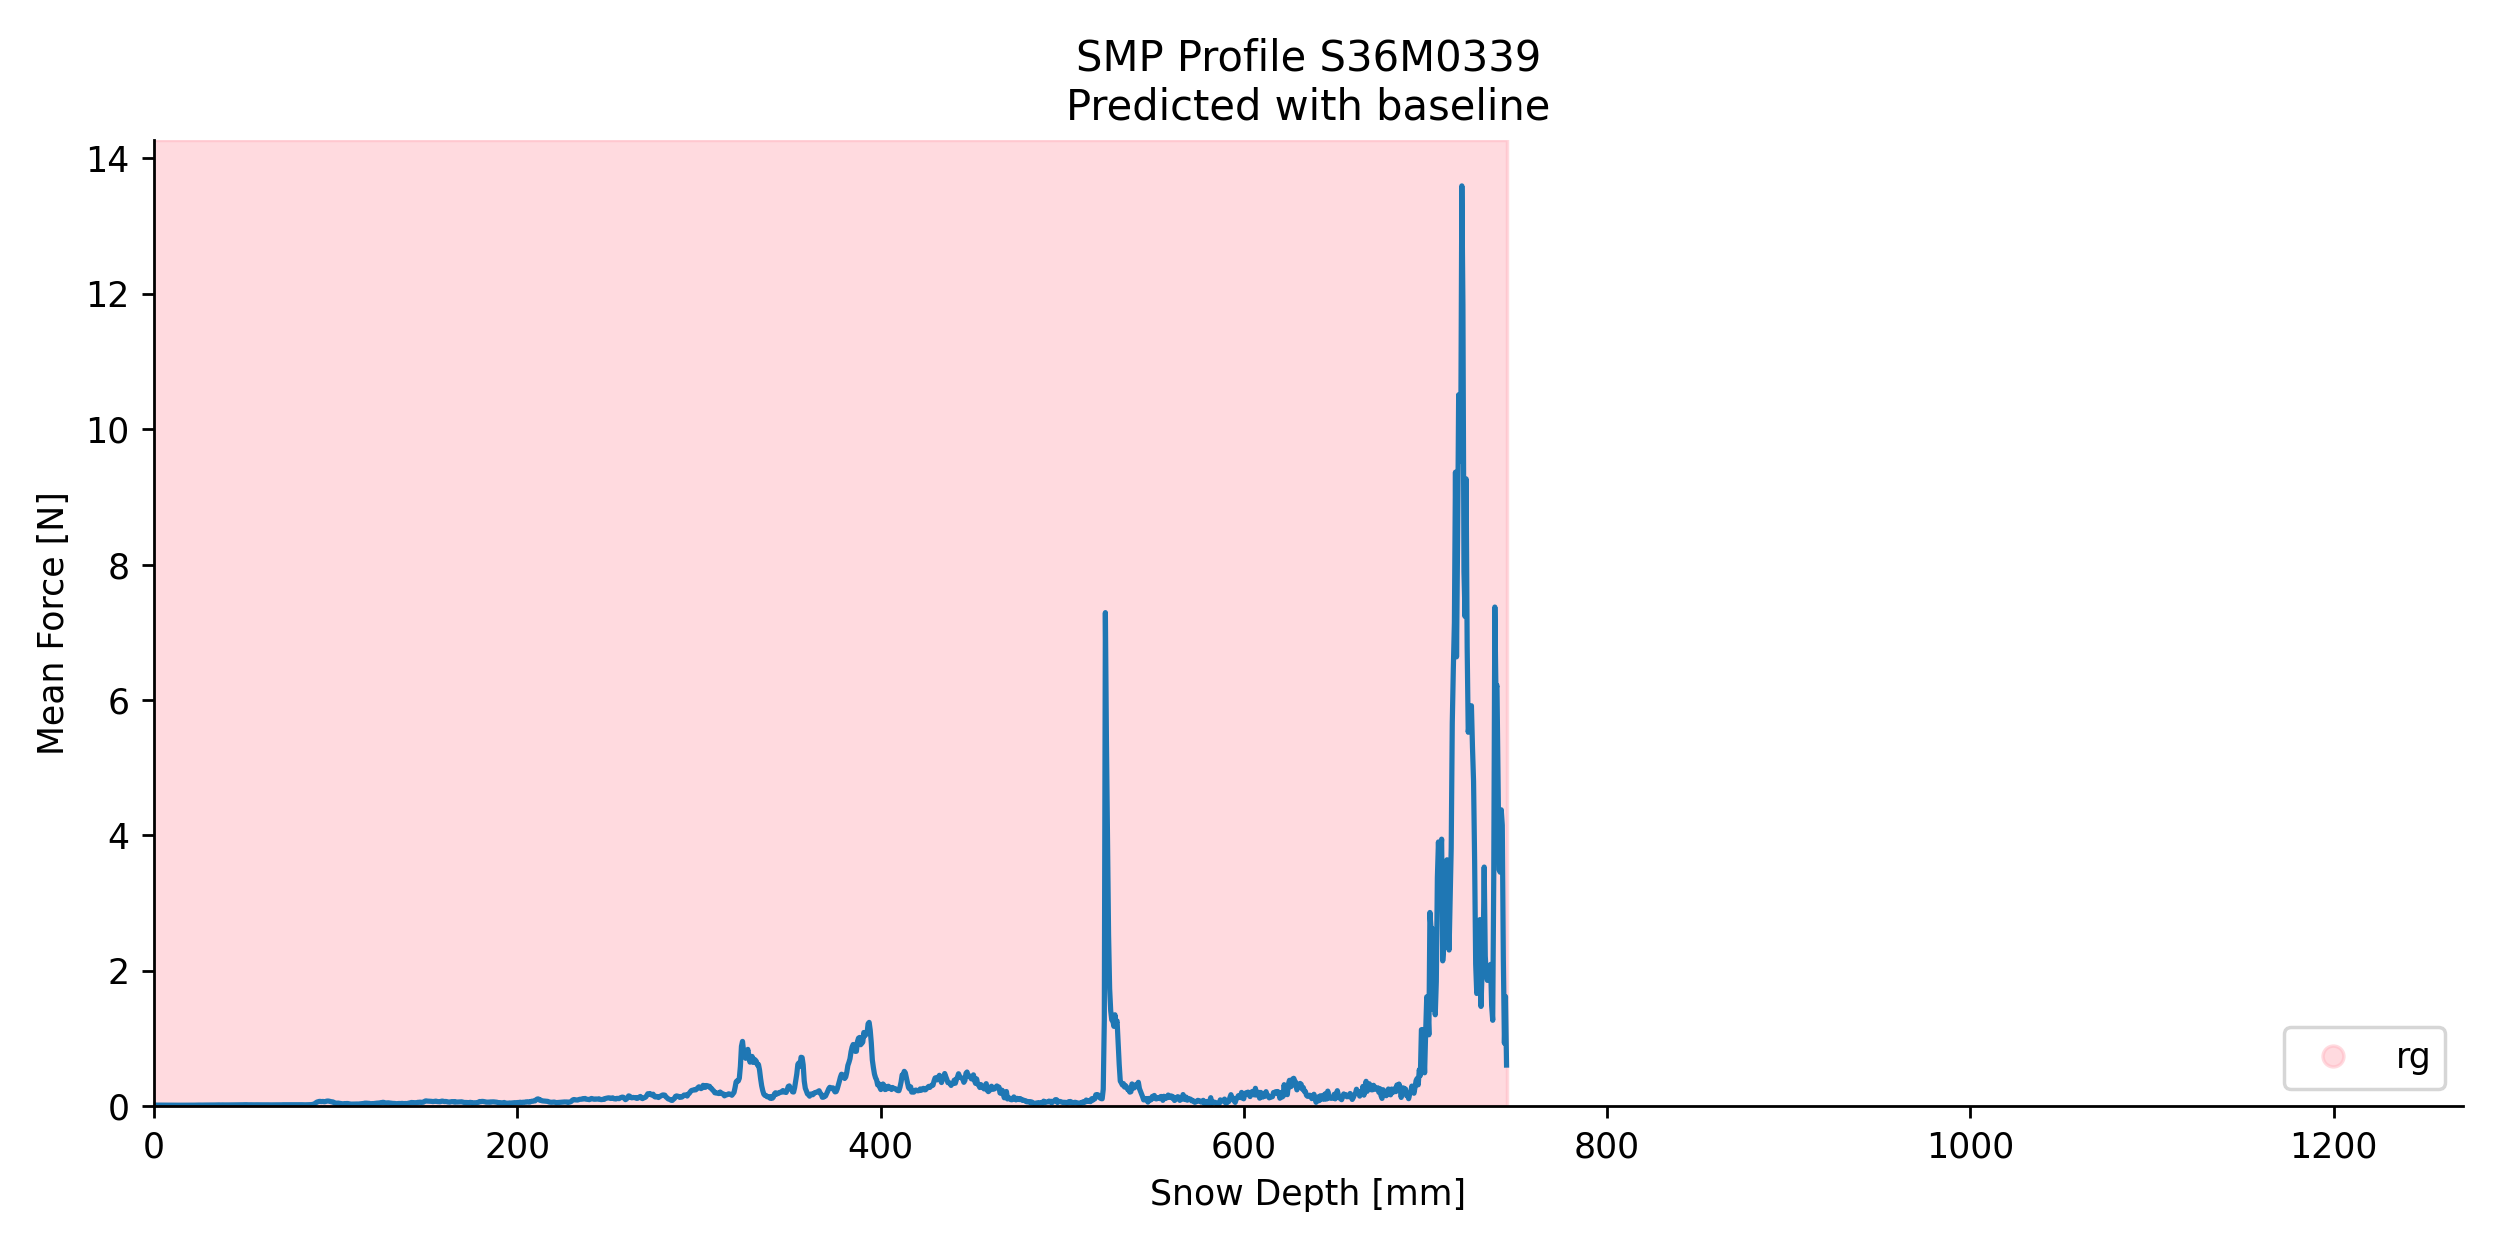 SMP Profile S36M0339
Predicted with baseline
14
12
10
8
6
4
2
0
Mean Force [N]
0 200 400 600 800 1000 1200
Snow Depth [mm]
rg